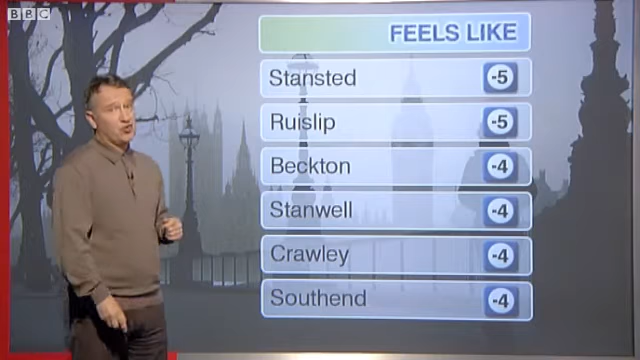 BBC
FEELS LIKE
Stansted -5
Ruislip -5
Beckton -4
Stanwell -4
Crawley -4
Southend -4